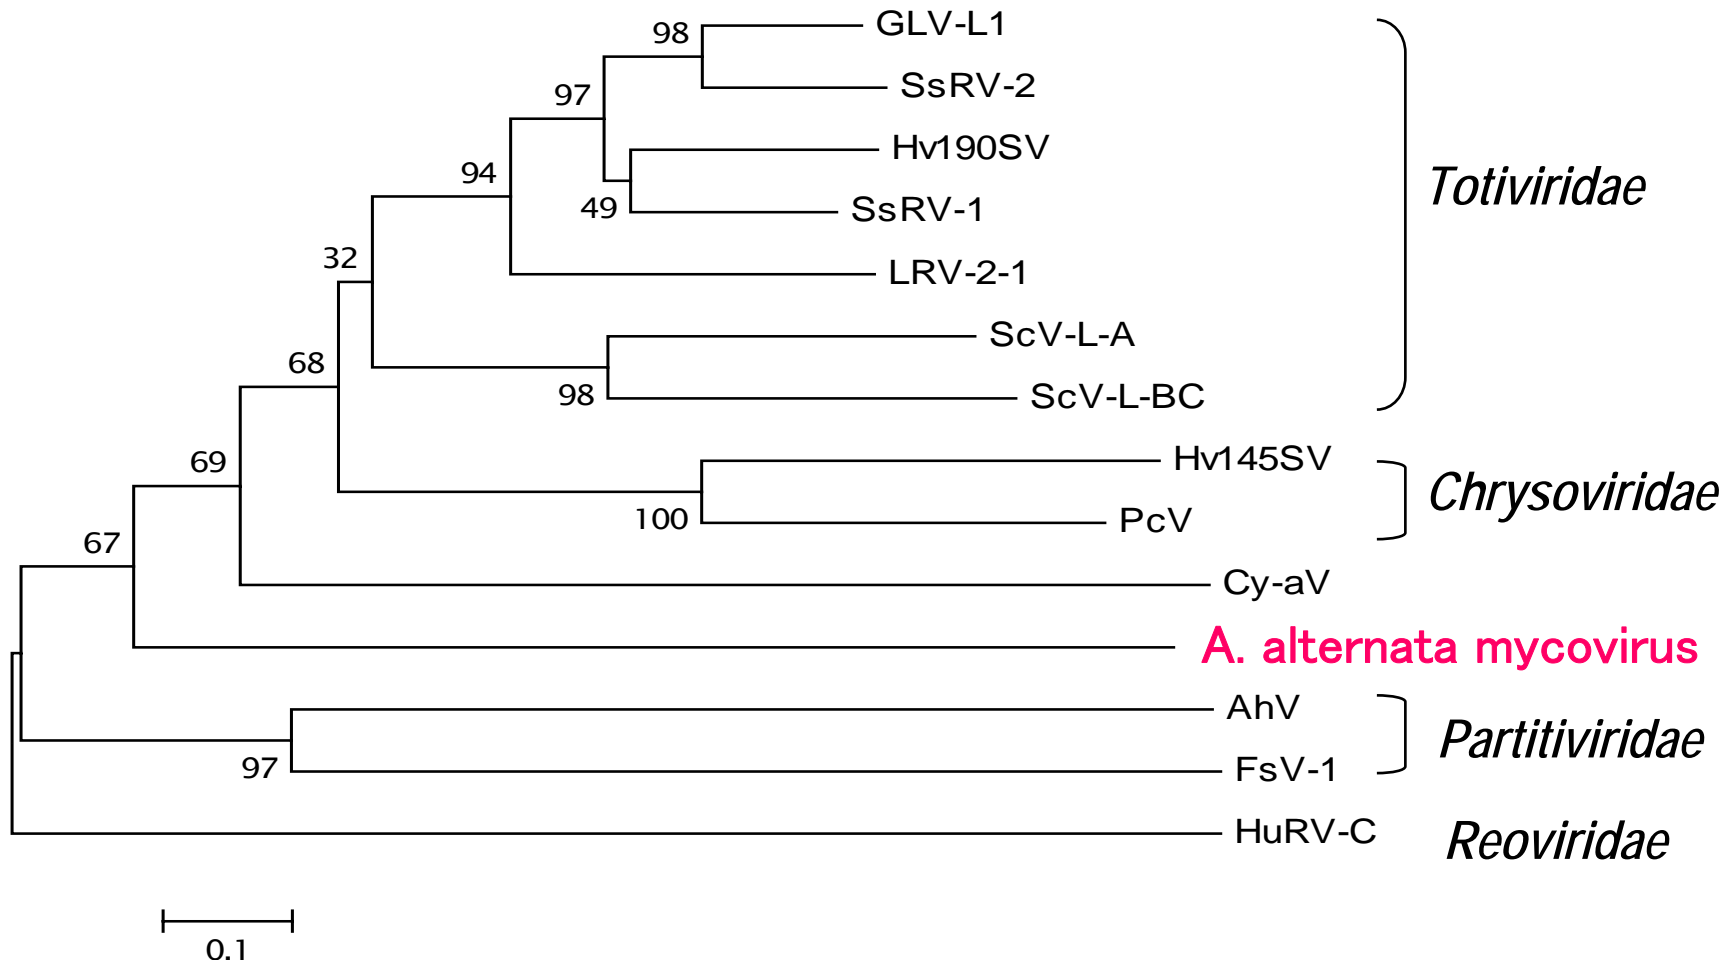 GLV-L1
98
SsRV-2
97
Hv190SV
94
Totiviridae
49
SsRV-1
32
LRV-2-1
ScV-L-A
68
98
ScV-L-BC
69
Hv145SV
Chrysoviridae
100
PcV
67
Cy-aV
A. alternata mycovirus
AhV
Partitiviridae
97
FsV-1
HuRV-C
Reoviridae
0.1